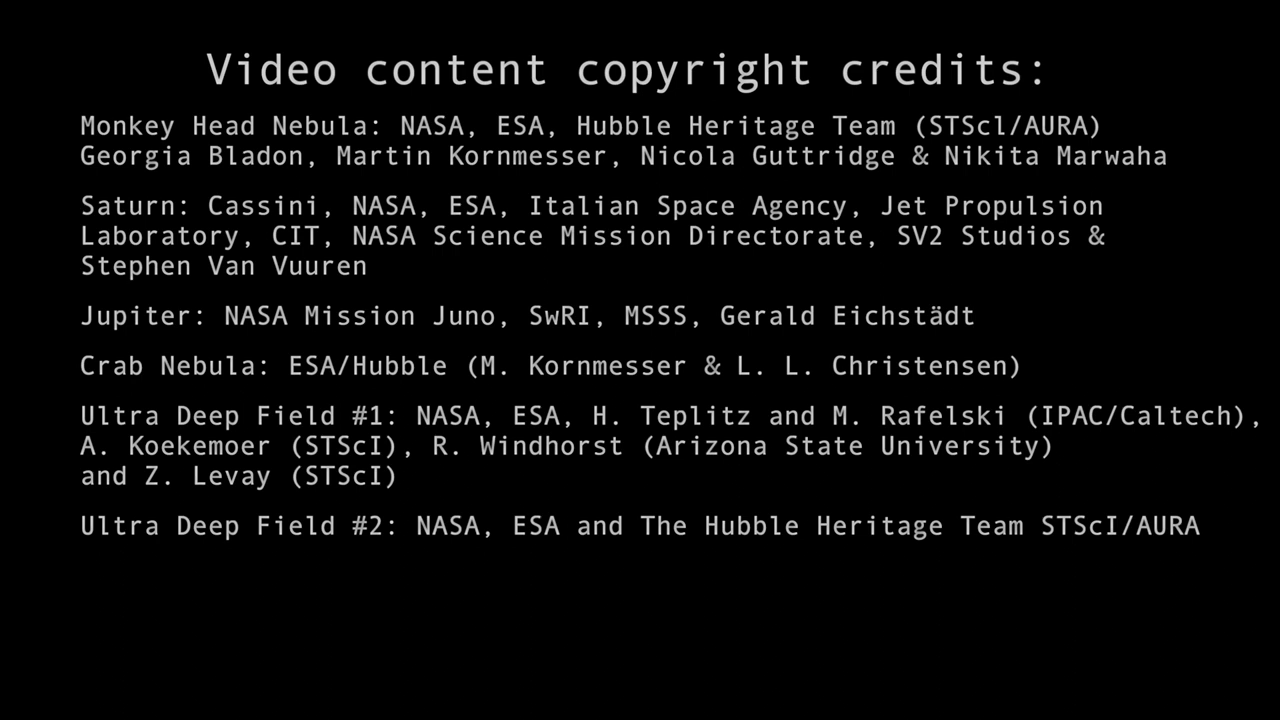 Video content copyright credits:
Monkey Head Nebula: NASA, ESA, Hubble Heritage Team (STScl/AURA)
Georgia Bladon, Martin Kornmesser, Nicola Guttridge & Nikita Marwaha
Saturn: Cassini, NASA, ESA, Italian Space Agency, Jet Propulsion
Laboratory, CIT, NASA Science Mission Directorate, SV2 Studios &
Stephen Van Vuuren
Jupiter: NASA Mission Juno, SwRI, MSSS, Gerald Eichstädt
Crab Nebula: ESA/Hubble (M. Kornmesser & L. L. Christensen)
Ultra Deep Field #1: NASA, ESA, H. Teplitz and M. Rafelski (IPAC/Caltech),
A. Koekemoer (STScI), R. Windhorst (Arizona State University)
and Z. Levay (STScI)
Ultra Deep Field #2: NASA, ESA and The Hubble Heritage Team STScI/AURA